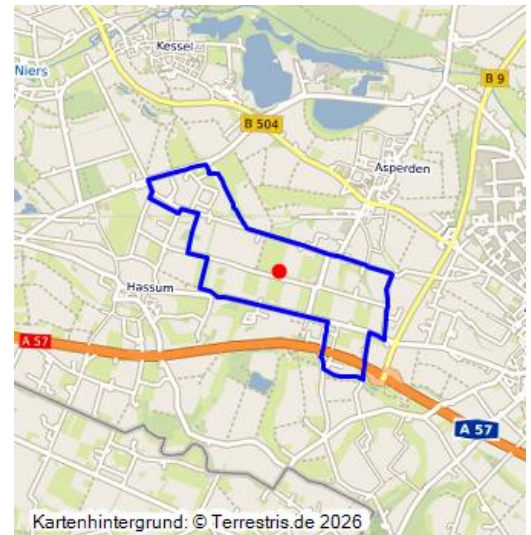 Kessel
Niers
B 9
B 504
Asperden
Hassum
A 57
A 57
Kartenhintergrund: © Terrestris.de 2026